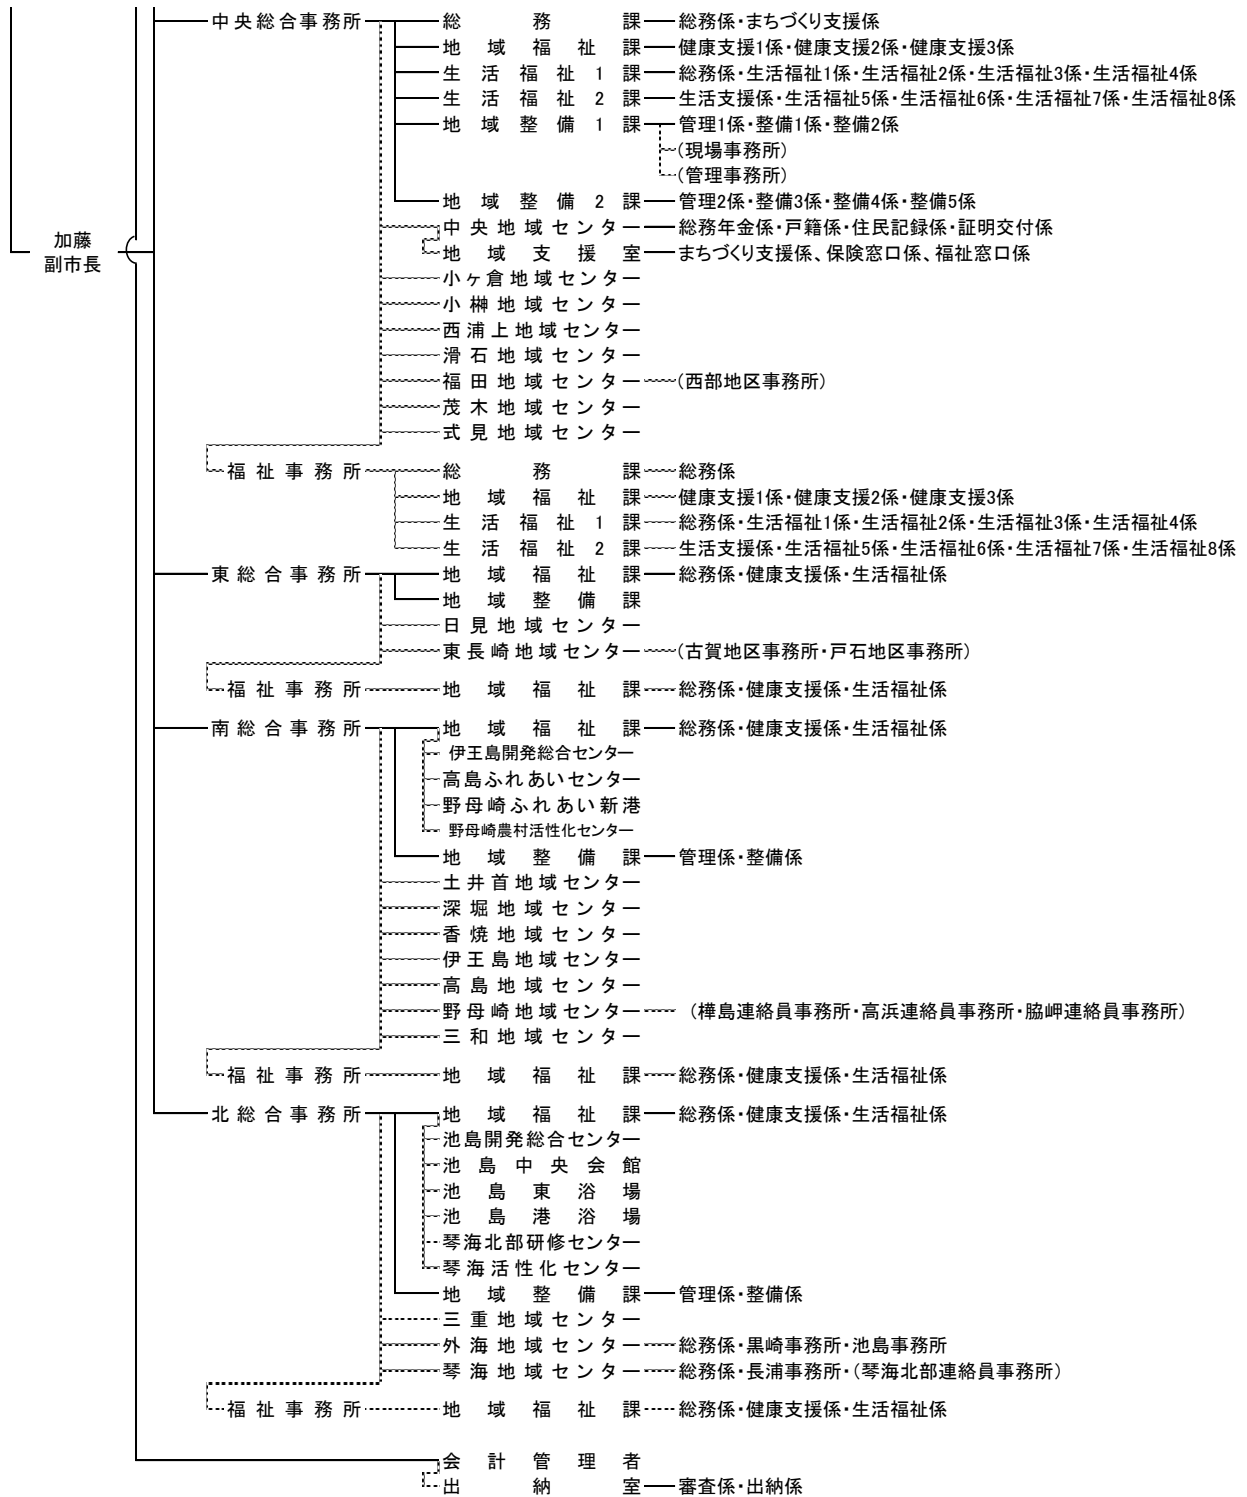 中央総合事務所 総務課 総務係・まちづくり支援係
地域福祉課 健康支援1係・健康支援2係・健康支援3係
生活福祉1課 総務係・生活福祉1係・生活福祉2係・生活福祉3係・生活福祉4係
生活福祉2課 生活支援係・生活福祉5係・生活福祉6係・生活福祉7係・生活福祉8係
地域整備1課 管理1係・整備1係・整備2係
(現場事務所)
(管理事務所)
地域整備2課 管理2係・整備3係・整備4係・整備5係
中央地域センター 総務年金係・戸籍係・住民記録係・証明交付係
加藤
副市長
地域支援室 まちづくり支援係、保険窓口係、福祉窓口係
小ヶ倉地域センター
小榊地域センター
西浦上地域センター
滑石地域センター
福田地域センター (西部地区事務所)
茂木地域センター
式見地域センター
福祉事務所 総務課 総務係
地域福祉課 健康支援1係・健康支援2係・健康支援3係
生活福祉1課 総務係・生活福祉1係・生活福祉2係・生活福祉3係・生活福祉4係
生活福祉2課 生活支援係・生活福祉5係・生活福祉6係・生活福祉7係・生活福祉8係
東総合事務所 地域福祉課 総務係・健康支援係・生活福祉係
地域整備課
日見地域センター
東長崎地域センター (古賀地区事務所・戸石地区事務所)
福祉事務所 地域福祉課 総務係・健康支援係・生活福祉係
南総合事務所 地域福祉課 総務係・健康支援係・生活福祉係
伊王島開発総合センター
高島ふれあいセンター
野母崎ふれあい新港
野母崎農村活性化センター
地域整備課 管理係・整備係
土井首地域センター
深堀地域センター
香焼地域センター
伊王島地域センター
高島地域センター
野母崎地域センター (樺島連絡員事務所・高浜連絡員事務所・脇岬連絡員事務所)
三和地域センター
福祉事務所 地域福祉課 総務係・健康支援係・生活福祉係
北総合事務所 地域福祉課 総務係・健康支援係・生活福祉係
池島開発総合センター
池島中央会館
池島東浴場
池島港浴場
琴海北部研修センター
琴海活性化センター
地域整備課 管理係・整備係
三重地域センター
外海地域センター 総務係・黒崎事務所・池島事務所
琴海地域センター 総務係・長浦事務所・(琴海北部連絡員事務所)
福祉事務所 地域福祉課 総務係・健康支援係・生活福祉係
会計管理者
出納室 審査係・出納係